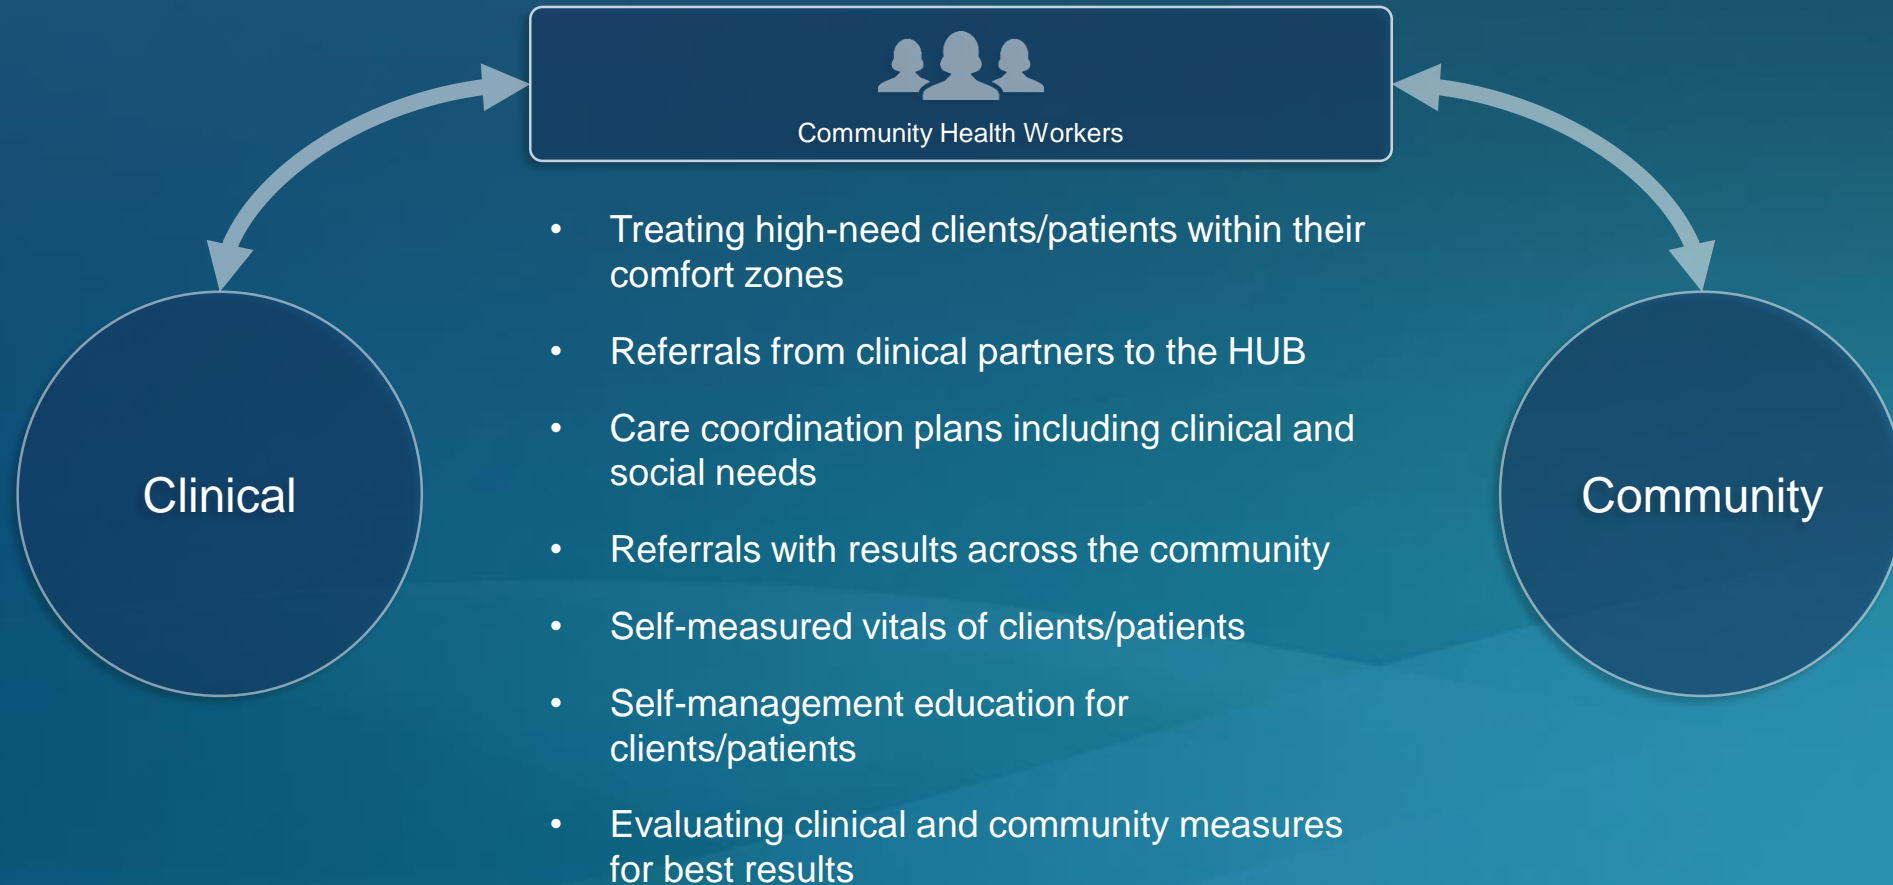 Community Health Workers
• Treating high-need clients/patients within their
comfort zones
• Referrals from clinical partners to the HUB
• Care coordination plans including clinical and
social needs
• Referrals with results across the community
• Self-measured vitals of clients/patients
• Self-management education for
clients/patients
• Evaluating clinical and community measures
for best results
Clinical
Community